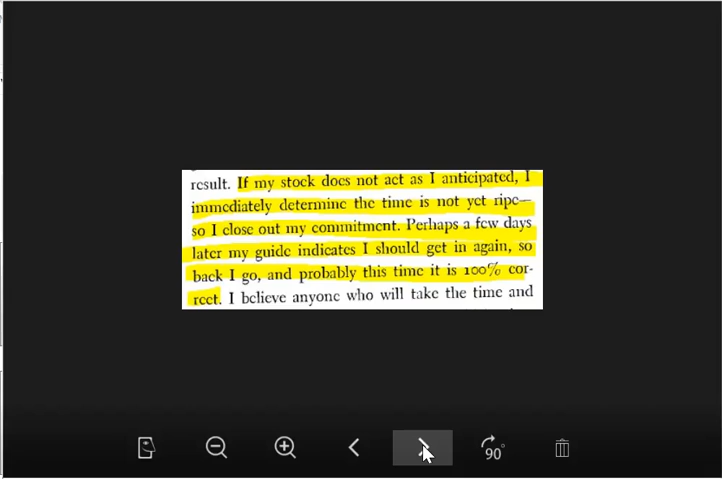 result. If my stock does not act as I anticipated, I
immediately determine the time is not yet ripe—
so I close out my commitment. Perhaps a few days
later my guide indicates I should get in again, so
back I go, and probably this time it is 100% cor-
rect. I believe anyone who will take the time and
90°